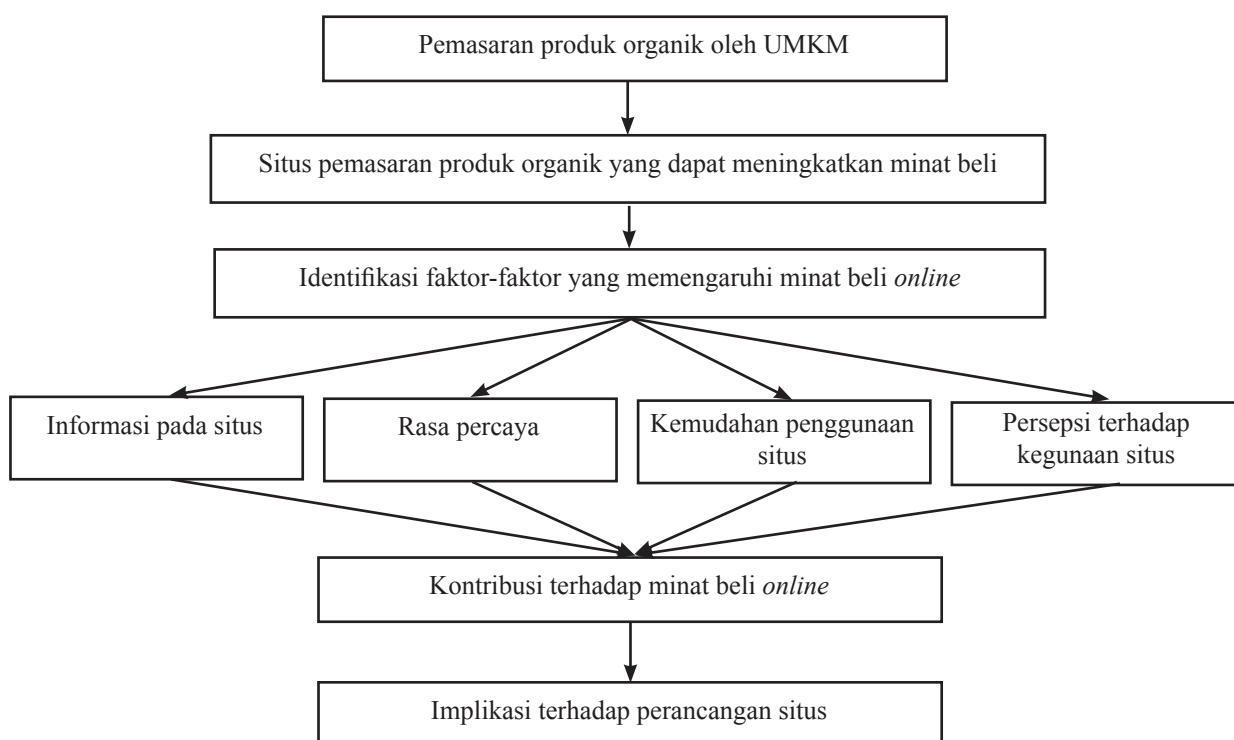 Pemasaran produk organik oleh UMKM
Situs pemasaran produk organik yang dapat meningkatkan minat beli
Identifikasi faktor-faktor yang memengaruhi minat beli online
Informasi pada situs
Rasa percaya
Kemudahan penggunaan
situs
Persepsi terhadap
kegunaan situs
Kontribusi terhadap minat beli online
Implikasi terhadap perancangan situs